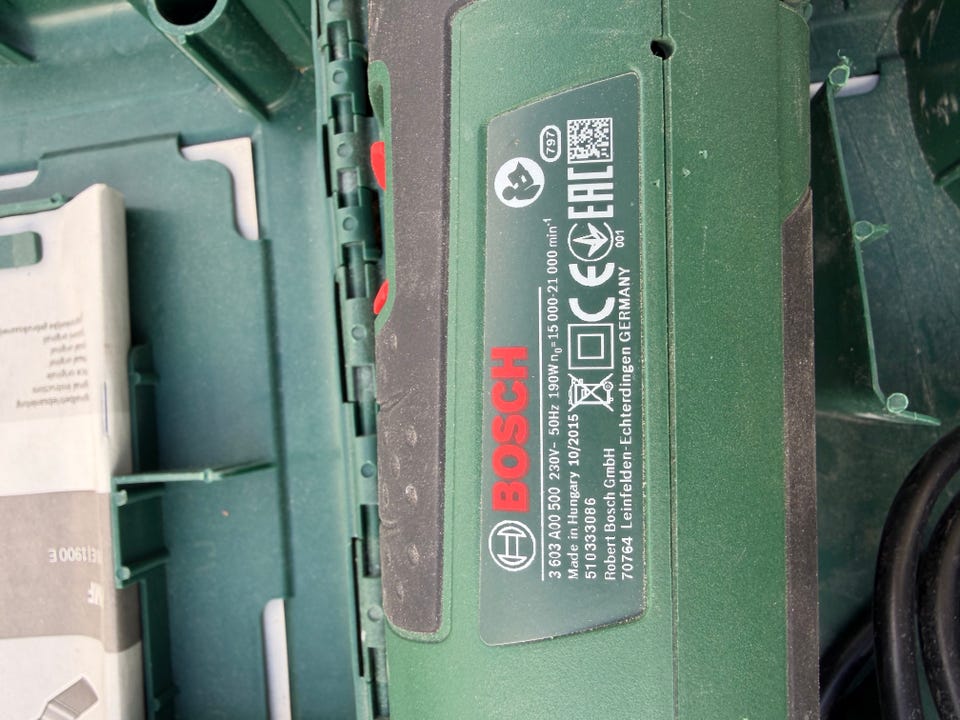 BOSCH
3 603 A00 500 230V~ 50Hz 190W n₀=15 000-21 000 min⁻¹
Made in Hungary 10/2015
510333086
Robert Bosch GmbH
70764 Leinfelden-Echterdingen GERMANY
CE
EAC
001
797